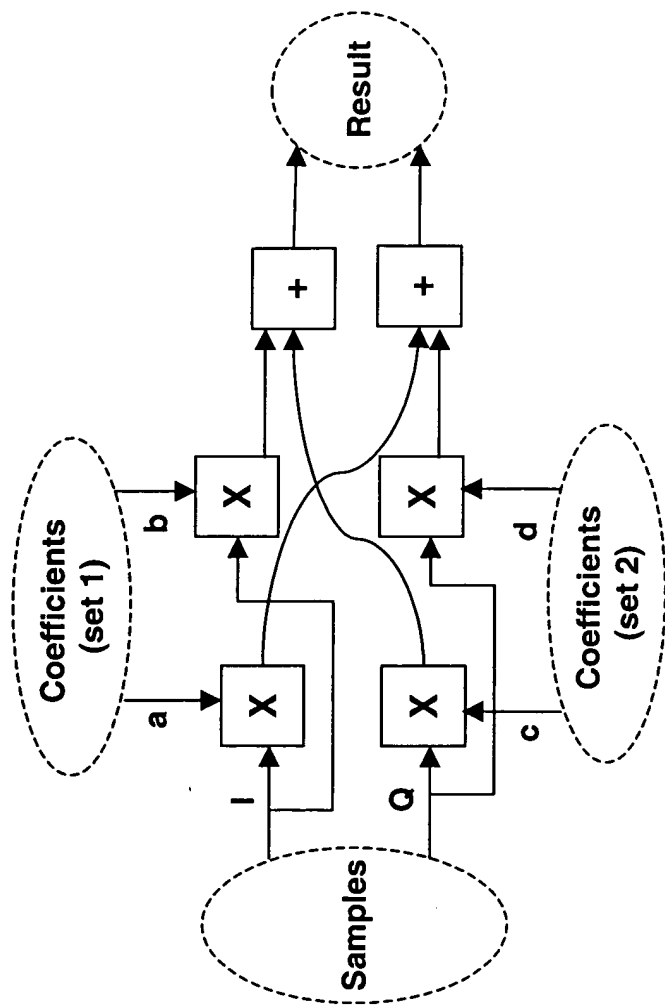 Coefficients
(set 1)
a
b
I
X
X
+
Samples
Result
Q
X
X
+
c
d
Coefficients
(set 2)